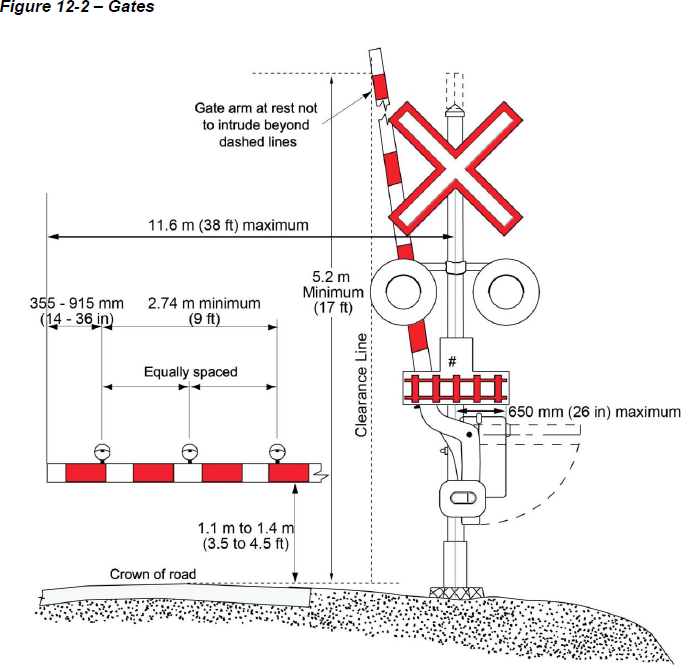 Figure 12-2 – Gates
Gate arm at rest not
to intrude beyond
dashed lines
11.6 m (38 ft) maximum
5.2 m
Minimum
(17 ft)
355 - 915 mm
(14 - 36 in)
2.74 m minimum
(9 ft)
Equally spaced
Clearance Line
#
650 mm (26 in) maximum
1.1 m to 1.4 m
(3.5 to 4.5 ft)
Crown of road